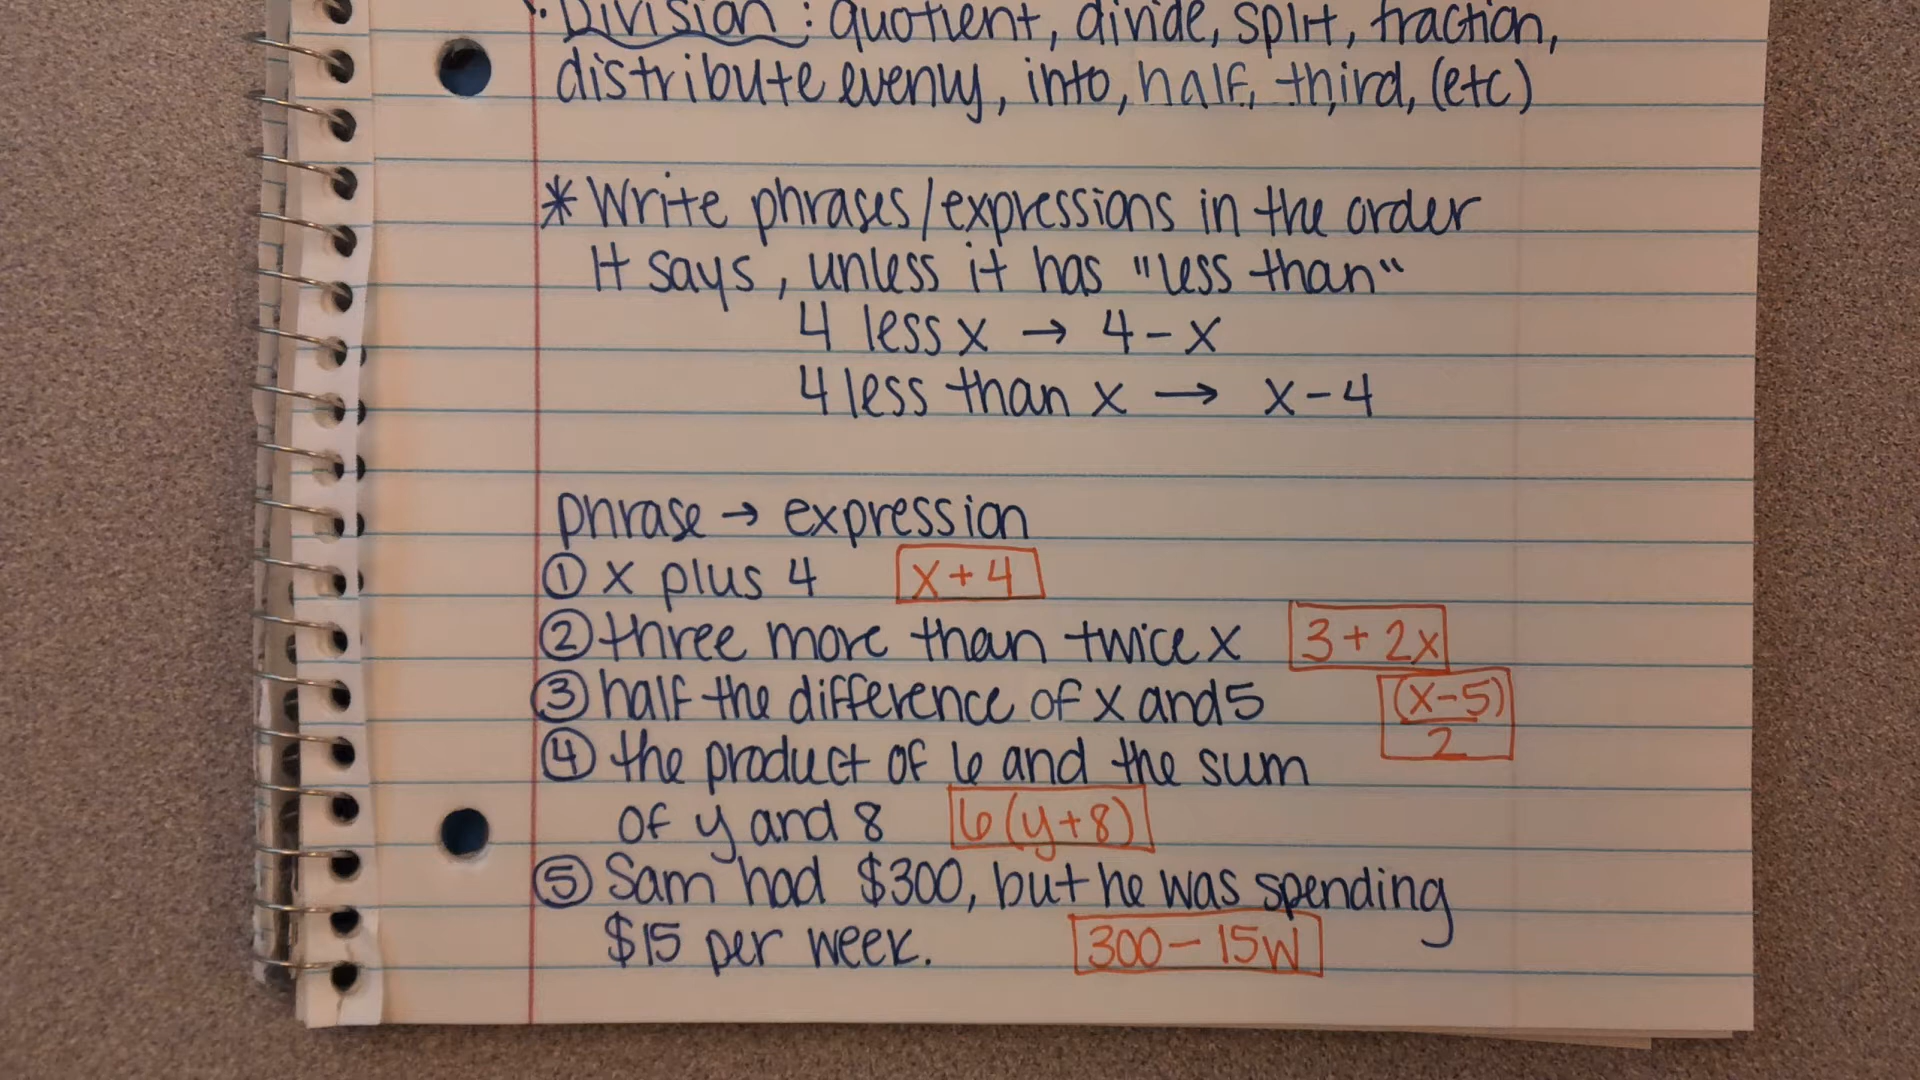 · Division : quotient, divide, split, fraction,
distribute evenly, into, half, third, (etc)
* Write phrases/expressions in the order
it says, unless it has "less than"
4 less x → 4 - x
4 less than x → x - 4
phrase → expression
① x plus 4 x + 4
② three more than twice x 3 + 2x
③ half the difference of x and 5 (x-5)
2
④ the product of 6 and the sum
of y and 8 6(y+8)
⑤ Sam had $300, but he was spending
$15 per week. 300 - 15w